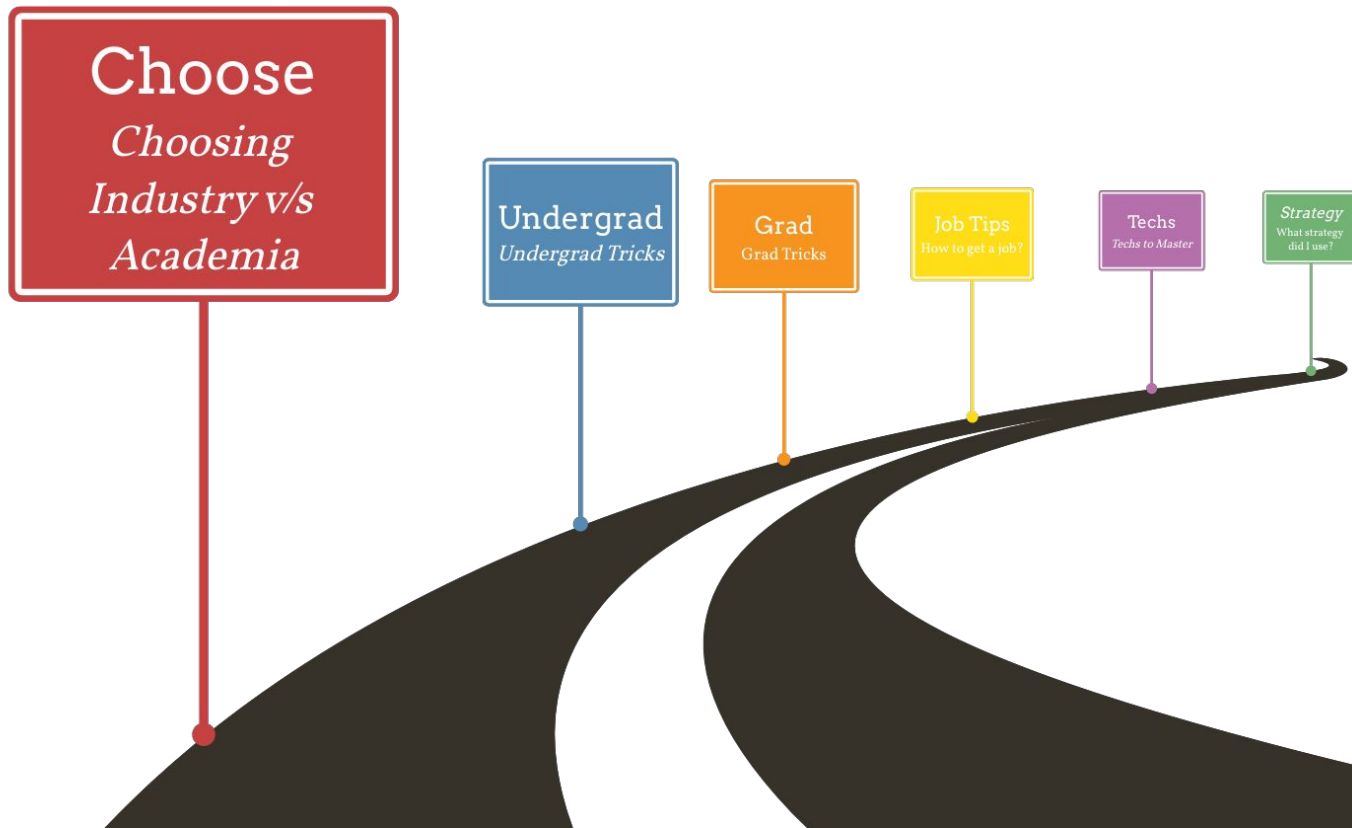 Choose
Choosing
Industry v/s
Academia
Undergrad
Undergrad Tricks
Grad
Grad Tricks
Job Tips
How to get a job?
Techs
Techs to Master
Strategy
What strategy
did I use?